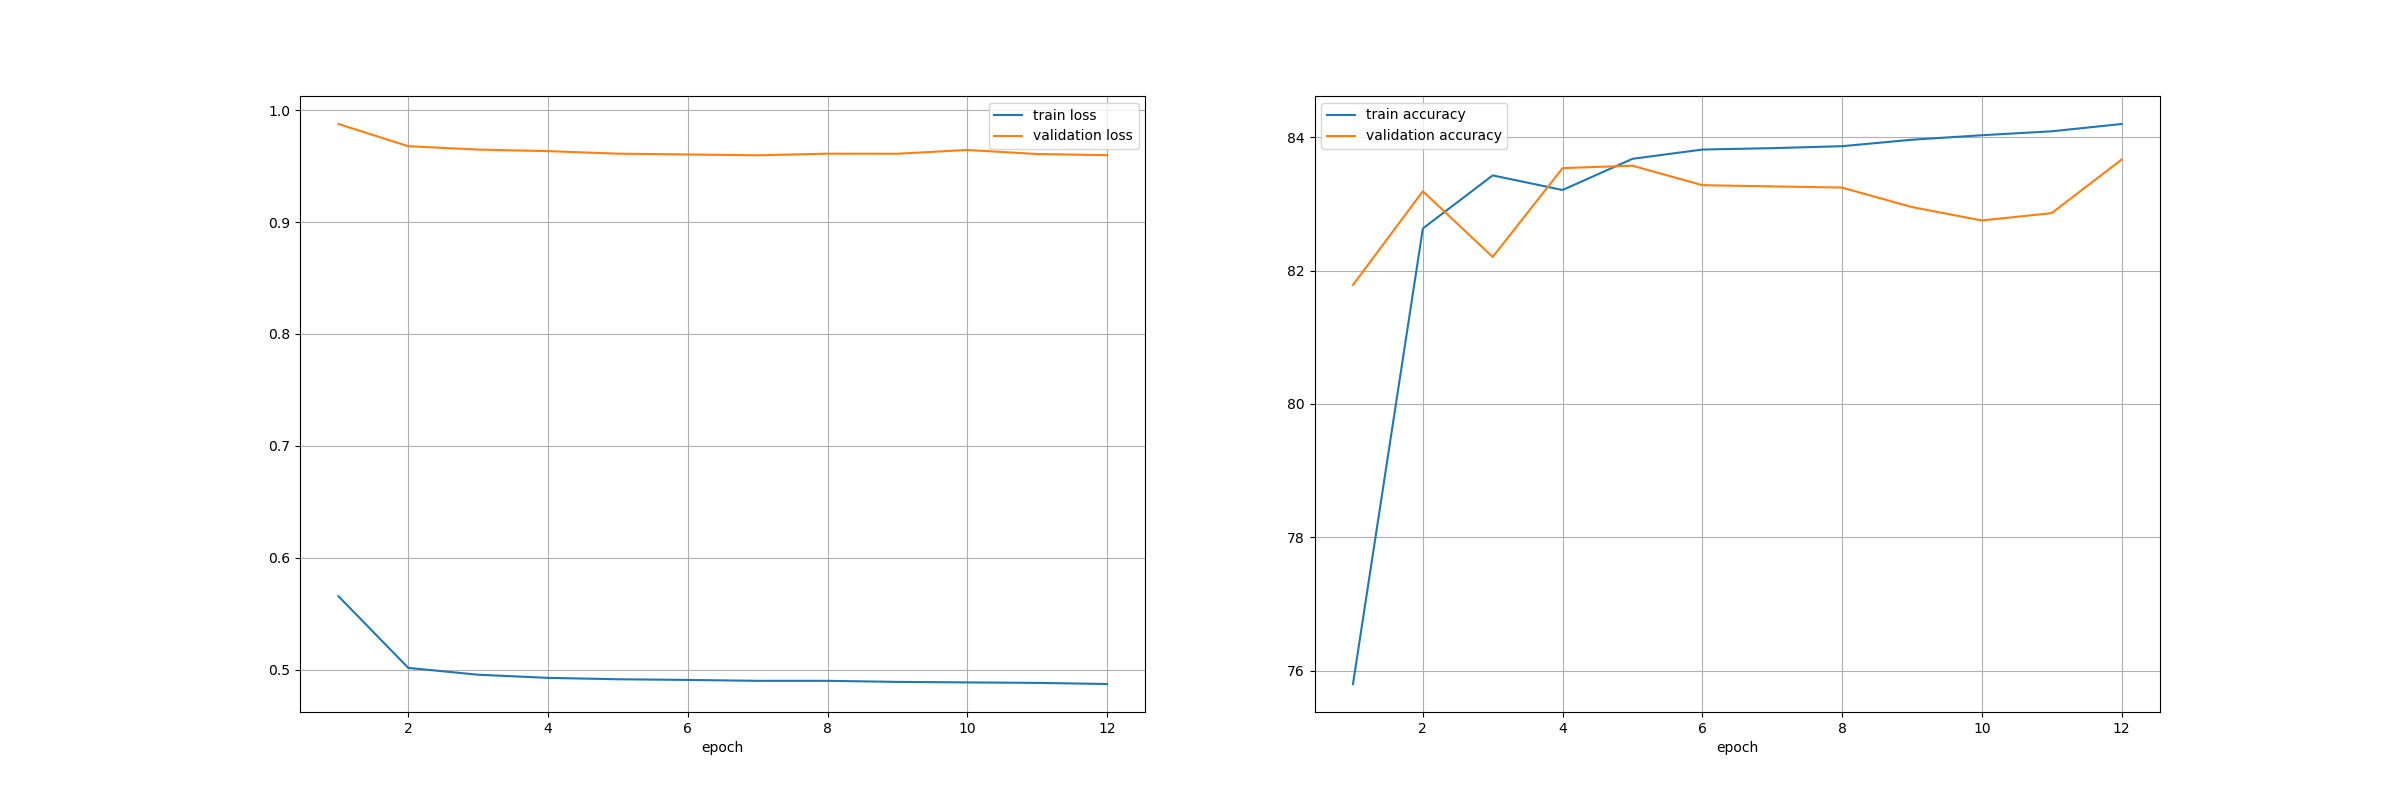 1.0
0.9
0.8
0.7
0.6
0.5
train loss
validation loss
2 4 6 8 10 12
epoch
84
82
80
78
76
train accuracy
validation accuracy
2 4 6 8 10 12
epoch